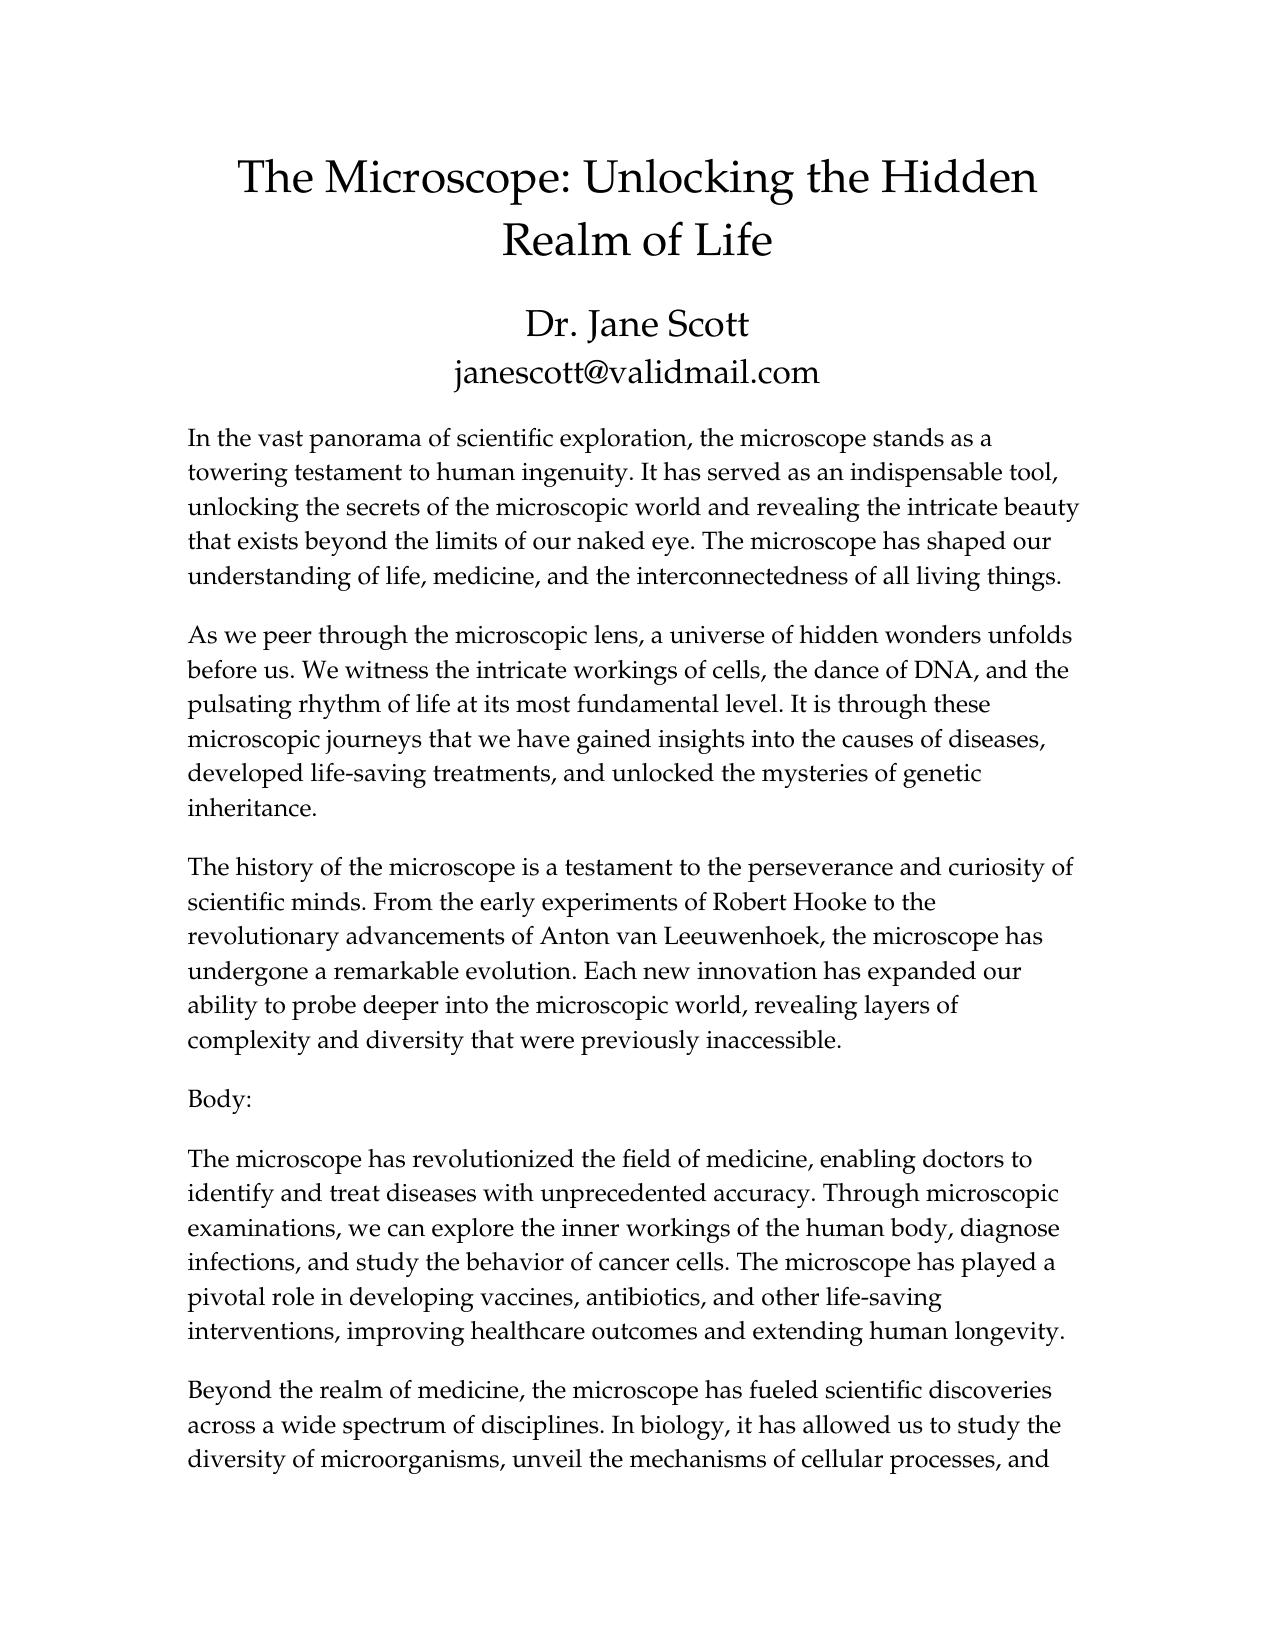 The Microscope: Unlocking the Hidden
Realm of Life
Dr. Jane Scott
janescott@validmail.com
In the vast panorama of scientific exploration, the microscope stands as a
towering testament to human ingenuity. It has served as an indispensable tool,
unlocking the secrets of the microscopic world and revealing the intricate beauty
that exists beyond the limits of our naked eye. The microscope has shaped our
understanding of life, medicine, and the interconnectedness of all living things.
As we peer through the microscopic lens, a universe of hidden wonders unfolds
before us. We witness the intricate workings of cells, the dance of DNA, and the
pulsating rhythm of life at its most fundamental level. It is through these
microscopic journeys that we have gained insights into the causes of diseases,
developed life-saving treatments, and unlocked the mysteries of genetic
inheritance.
The history of the microscope is a testament to the perseverance and curiosity of
scientific minds. From the early experiments of Robert Hooke to the
revolutionary advancements of Anton van Leeuwenhoek, the microscope has
undergone a remarkable evolution. Each new innovation has expanded our
ability to probe deeper into the microscopic world, revealing layers of
complexity and diversity that were previously inaccessible.
Body:
The microscope has revolutionized the field of medicine, enabling doctors to
identify and treat diseases with unprecedented accuracy. Through microscopic
examinations, we can explore the inner workings of the human body, diagnose
infections, and study the behavior of cancer cells. The microscope has played a
pivotal role in developing vaccines, antibiotics, and other life-saving
interventions, improving healthcare outcomes and extending human longevity.
Beyond the realm of medicine, the microscope has fueled scientific discoveries
across a wide spectrum of disciplines. In biology, it has allowed us to study the
diversity of microorganisms, unveil the mechanisms of cellular processes, and